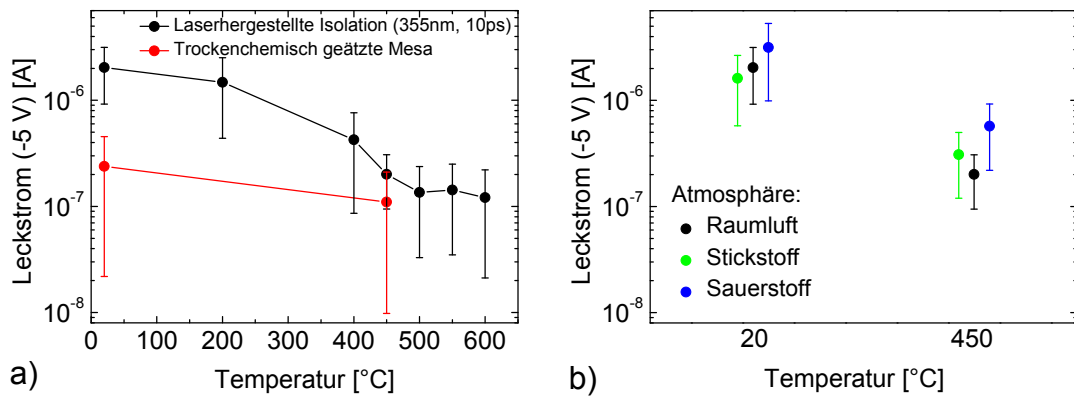 Laserhergestellte Isolation (355nm, 10ps)
Trockenchemisch geätzte Mesa
Leckstrom (-5 V) [A]
10^-6
10^-7
10^-8
0 100 200 300 400 500 600
Temperatur [°C]
a)
Leckstrom (-5 V) [A]
10^-6
10^-7
10^-8
Atmosphäre:
Raumluft
Stickstoff
Sauerstoff
20 450
Temperatur [°C]
b)